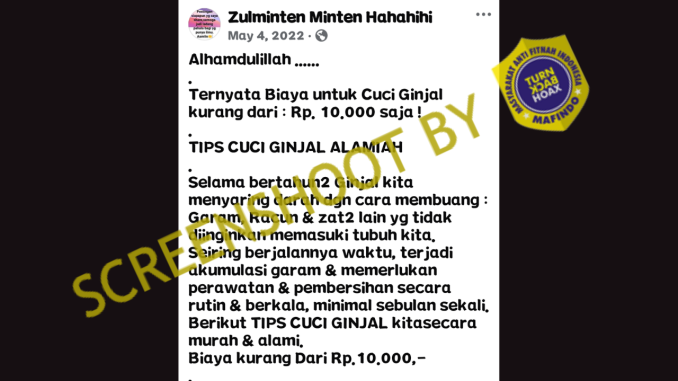 Zulminten Minten Hahahihi
May 4, 2022 ·
Alhamdulillah ......
.
Ternyata Biaya untuk Cuci Ginjal
kurang dari : Rp. 10.000 saja !
.
TIPS CUCI GINJAL ALAMIAH
.
Selama bertahun2 Ginjal kita
menyaring darah dgn cara membuang :
Garam, Racun & zat2 lain yg tidak
diinginkan memasuki tubuh kita.
Seiring berjalannya waktu, terjadi
akumulasi garam & memerlukan
perawatan & pembersihan secara
rutin & berkala, minimal sebulan sekali.
Berikut TIPS CUCI GINJAL kitasecara
murah & alami.
Biaya kurang Dari Rp.10.000,-
.
SCREENSHOOT BY
MASYARAKAT ANTI FITNAH INDONESIA
TURN
BACK
HOAX
MAFINDO